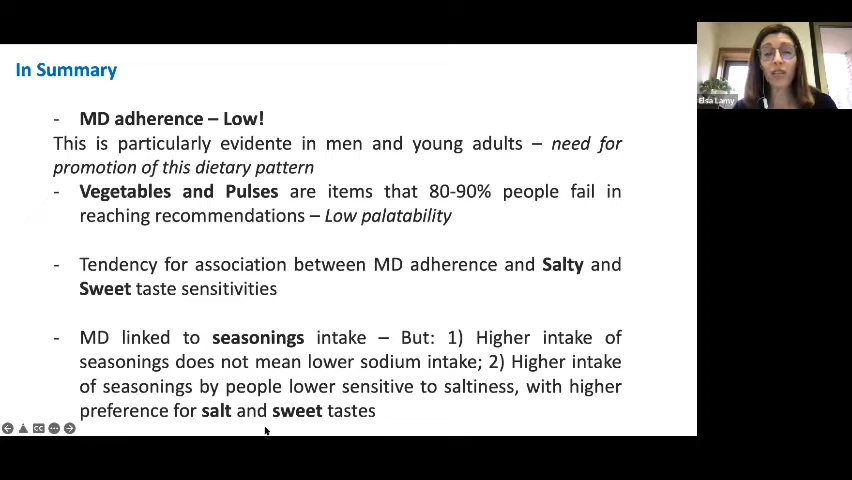 In Summary
- MD adherence – Low!
This is particularly evidente in men and young adults – need for
promotion of this dietary pattern
- Vegetables and Pulses are items that 80-90% people fail in
reaching recommendations – Low palatability
- Tendency for association between MD adherence and Salty and
Sweet taste sensitivities
- MD linked to seasonings intake – But: 1) Higher intake of
seasonings does not mean lower sodium intake; 2) Higher intake
of seasonings by people lower sensitive to saltiness, with higher
preference for salt and sweet tastes
CC
Elsa Lamy